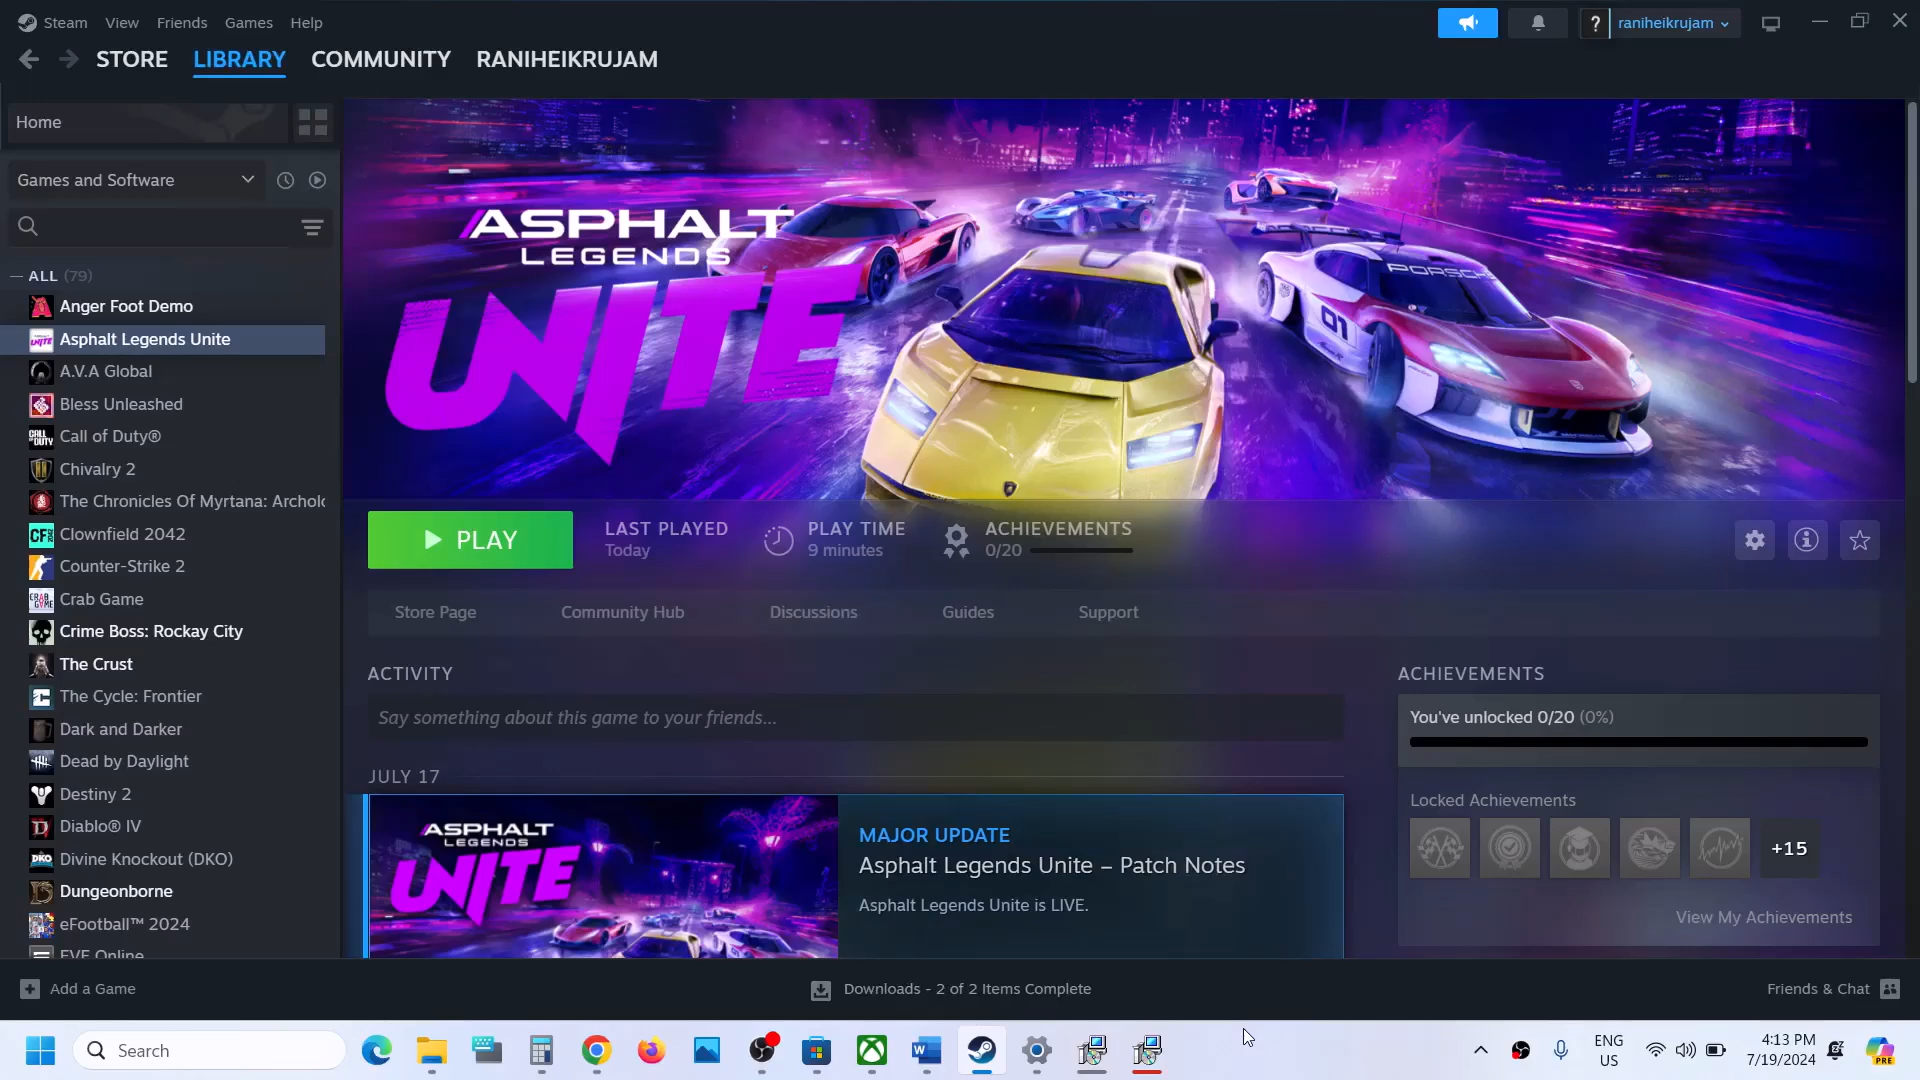 Steam View Friends Games Help
? raniheikrujam
STORE LIBRARY COMMUNITY RANIHEIKRUJAM
Home
Games and Software
— ALL (79)
Anger Foot Demo
Asphalt Legends Unite
A.V.A Global
Bless Unleashed
Call of Duty®
Chivalry 2
The Chronicles Of Myrtana: Archolo
Clownfield 2042
Counter-Strike 2
Crab Game
Crime Boss: Rockay City
The Crust
The Cycle: Frontier
Dark and Darker
Dead by Daylight
Destiny 2
Diablo® IV
Divine Knockout (DKO)
Dungeonborne
eFootball™ 2024
EVE Online
ASPHALT
LEGENDS
UNITE
PORSCHE
01
PLAY
LAST PLAYED
Today
PLAY TIME
9 minutes
ACHIEVEMENTS
0/20
Store Page Community Hub Discussions Guides Support
ACTIVITY
Say something about this game to your friends...
JULY 17
ASPHALT
LEGENDS
UNITE
MAJOR UPDATE
Asphalt Legends Unite – Patch Notes
Asphalt Legends Unite is LIVE.
ACHIEVEMENTS
You've unlocked 0/20 (0%)
Locked Achievements
+15
View My Achievements
Add a Game
Downloads - 2 of 2 Items Complete
Friends & Chat
Search
ENG
US
4:13 PM
7/19/2024
PRE